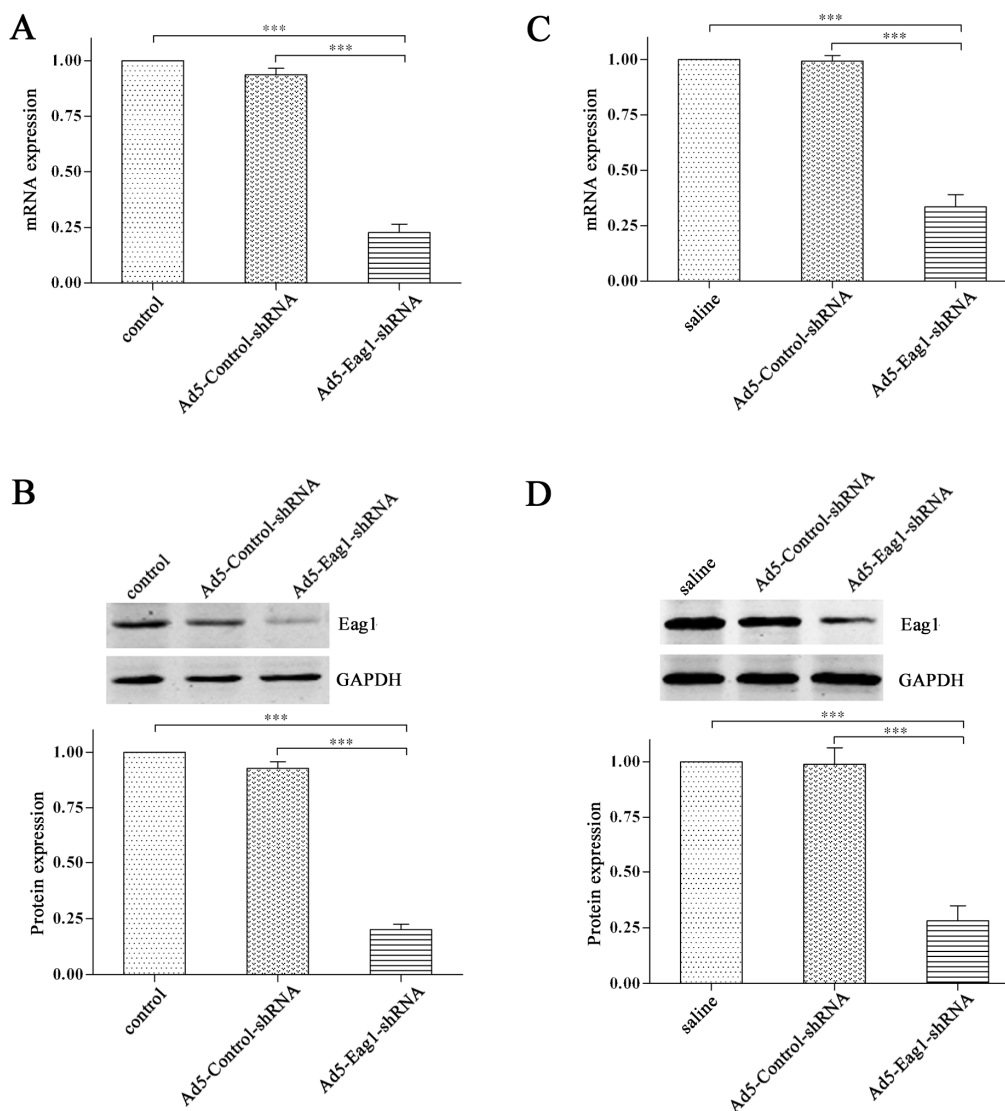 A
***
***
1.00
0.75
0.50
0.25
0.00
mRNA expression
control
Ad5-Control-shRNA
Ad5-Eag1-shRNA
C
***
***
1.00
0.75
0.50
0.25
0.00
mRNA expression
saline
Ad5-Control-shRNA
Ad5-Eag1-shRNA
B
control
Ad5-Control-shRNA
Ad5-Eag1-shRNA
Eag1
GAPDH
***
***
1.00
0.75
0.50
0.25
0.00
Protein expression
control
Ad5-Control-shRNA
Ad5-Eag1-shRNA
D
saline
Ad5-Control-shRNA
Ad5-Eag1-shRNA
Eag1
GAPDH
***
***
1.00
0.75
0.50
0.25
0.00
Protein expression
saline
Ad5-Control-shRNA
Ad5-Eag1-shRNA